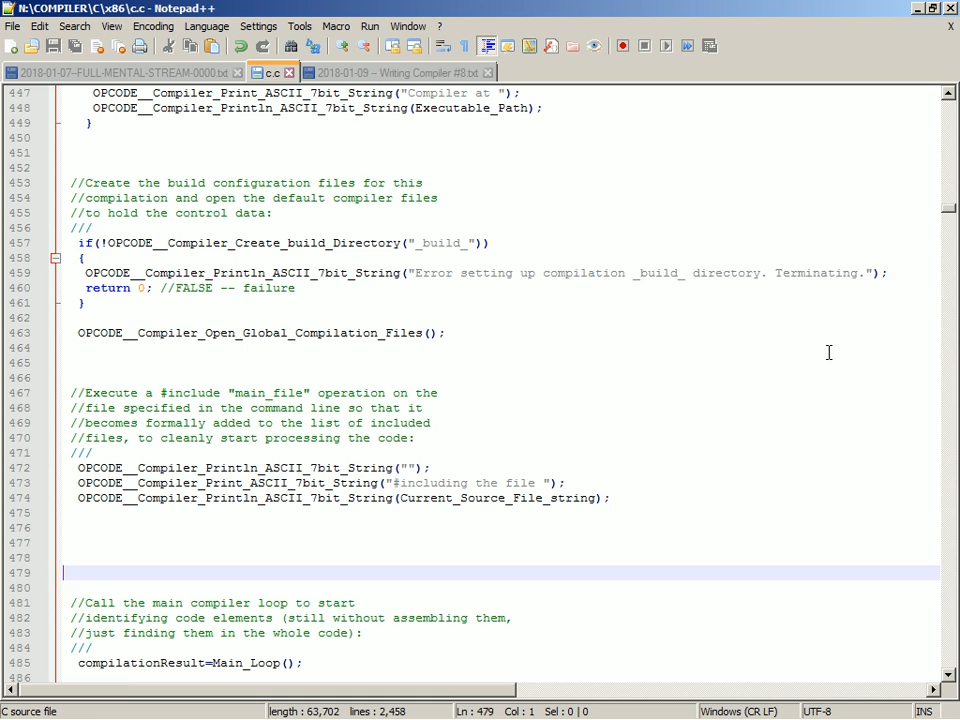 N:\COMPILER\C\x86\c.c - Notepad++
File Edit Search View Encoding Language Settings Tools Macro Run Window ? X
2018-01-07--FULL-MENTAL-STREAM-0000.txt c.c 2018-01-09 -- Writing Compiler #8.txt
447 OPCODE__Compiler_Print_ASCII_7bit_String("Compiler at ");
448 OPCODE__Compiler_Println_ASCII_7bit_String(Executable_Path);
449 }
450
451
452
453 //Create the build configuration files for this
454 //compilation and open the default compiler files
455 //to hold the control data:
456 ///
457 if(!OPCODE__Compiler_Create_build_Directory("_build_"))
458 {
459 OPCODE__Compiler_Println_ASCII_7bit_String("Error setting up compilation _build_ directory. Terminating.");
460 return 0; //FALSE -- failure
461 }
462
463 OPCODE__Compiler_Open_Global_Compilation_Files();
464
465
466
467 //Execute a #include "main_file" operation on the
468 //file specified in the command line so that it
469 //becomes formally added to the list of included
470 //files, to cleanly start processing the code:
471 ///
472 OPCODE__Compiler_Println_ASCII_7bit_String("");
473 OPCODE__Compiler_Print_ASCII_7bit_String("#including the file ");
474 OPCODE__Compiler_Println_ASCII_7bit_String(Current_Source_File_string);
475
476
477
478
479
480
481 //Call the main compiler loop to start
482 //identifying code elements (still without assembling them,
483 //just finding them in the whole code):
484 ///
485 compilationResult=Main_Loop();
486
C source file length : 63,702 lines : 2,458 Ln : 479 Col : 1 Sel : 0 | 0 Windows (CR LF) UTF-8 INS